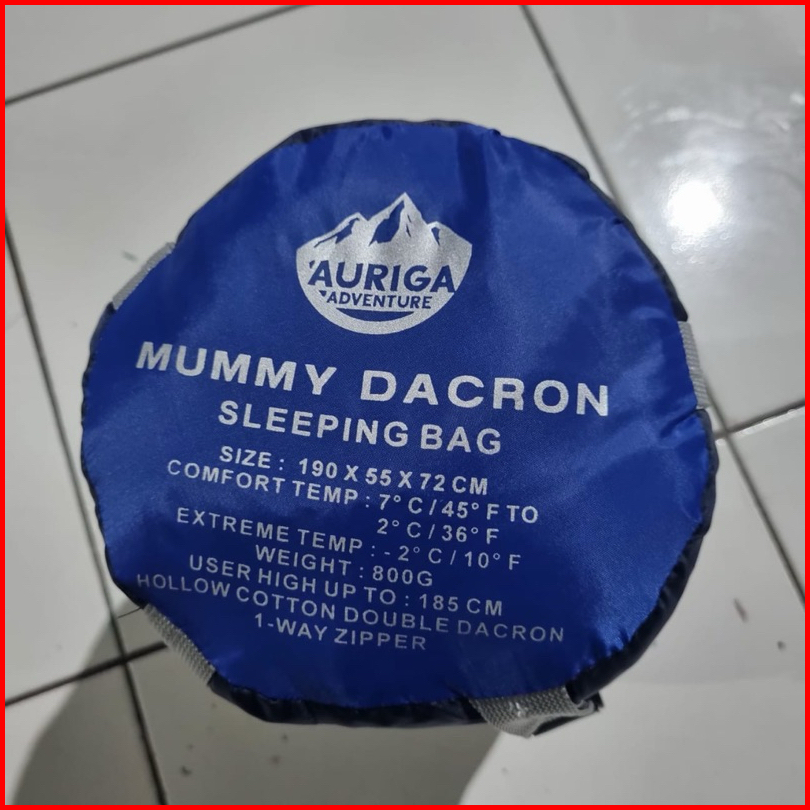 AURIGA
ADVENTURE
MUMMY DACRON
SLEEPING BAG
SIZE : 190 X 55 X 72 CM
COMFORT TEMP : 7° C / 45° F TO
2° C / 36° F
EXTREME TEMP : - 2° C / 10° F
WEIGHT : 800G
USER HIGH UP TO : 185 CM
HOLLOW COTTON DOUBLE DACRON
1-WAY ZIPPER